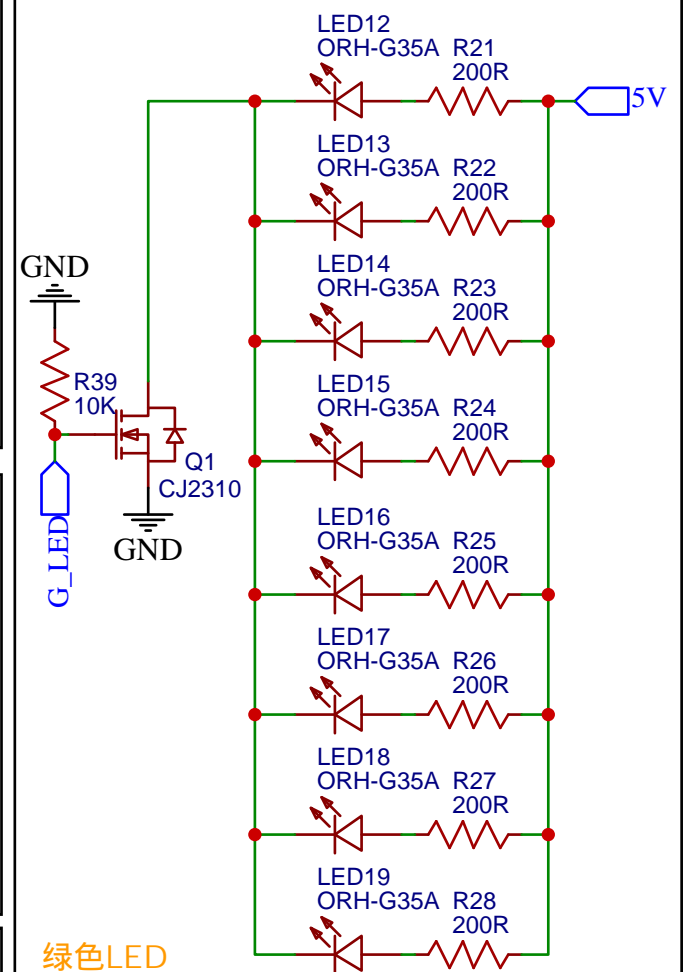 LED12
ORH-G35A R21
200R
5V
LED13
ORH-G35A R22
200R
LED14
ORH-G35A R23
200R
GND
R39
10K
LED15
ORH-G35A R24
200R
Q1
CJ2310
GND
G_LED
LED16
ORH-G35A R25
200R
LED17
ORH-G35A R26
200R
LED18
ORH-G35A R27
200R
LED19
ORH-G35A R28
200R
绿色LED